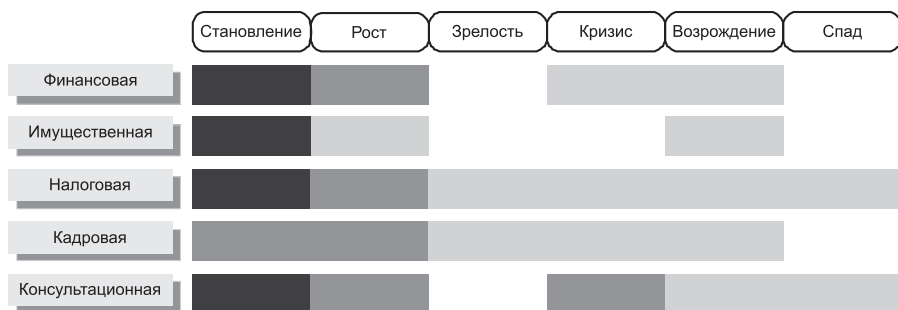 Становление Рост Зрелость Кризис Возрождение Спад
Финансовая
Имущественная
Налоговая
Кадровая
Консультационная